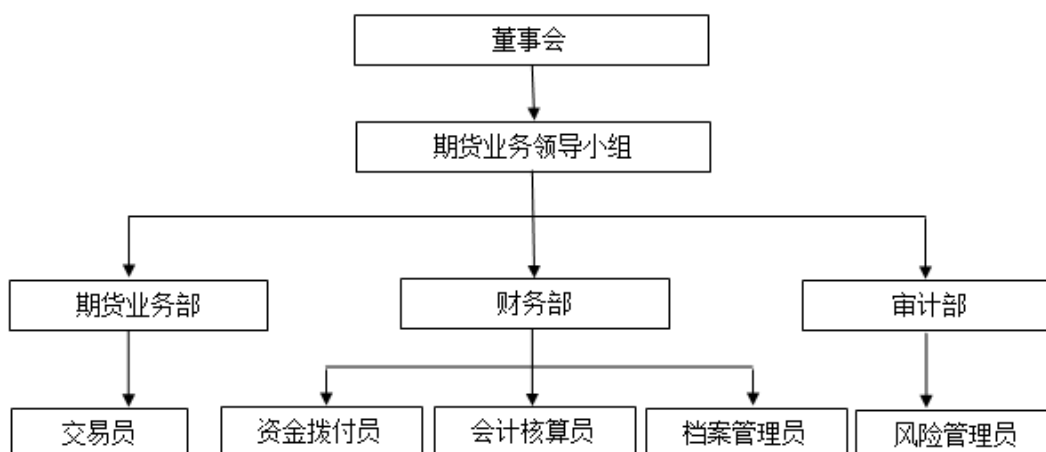 董事会
期货业务领导小组
期货业务部
财务部
审计部
交易员
资金拨付员
会计核算员
档案管理员
风险管理员